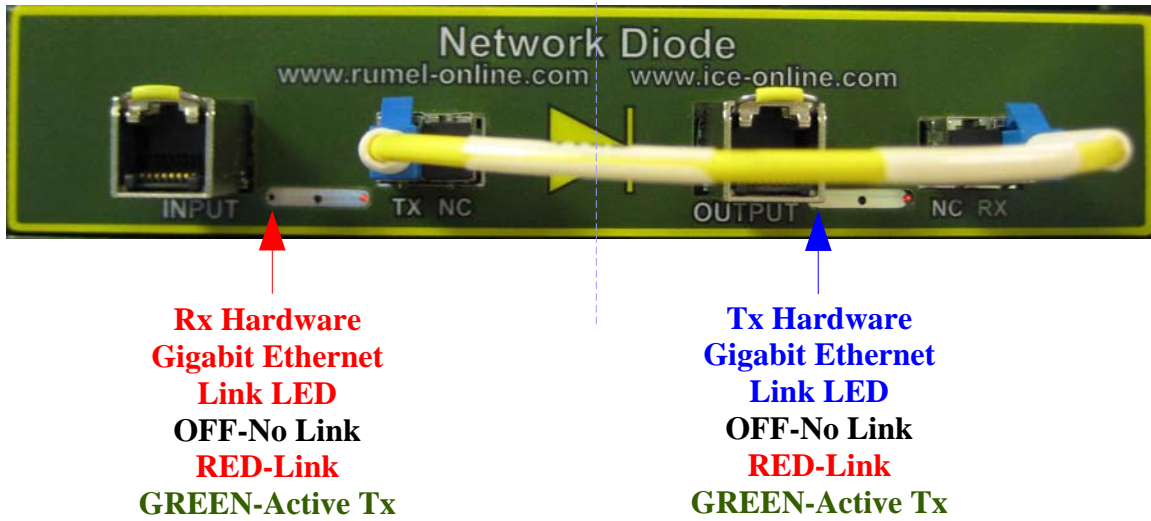 Network Diode
www.rumel-online.com www.ice-online.com
INPUT TX NC OUTPUT NC RX
Rx Hardware
Gigabit Ethernet
Link LED
OFF-No Link
RED-Link
GREEN-Active Tx
Tx Hardware
Gigabit Ethernet
Link LED
OFF-No Link
RED-Link
GREEN-Active Tx